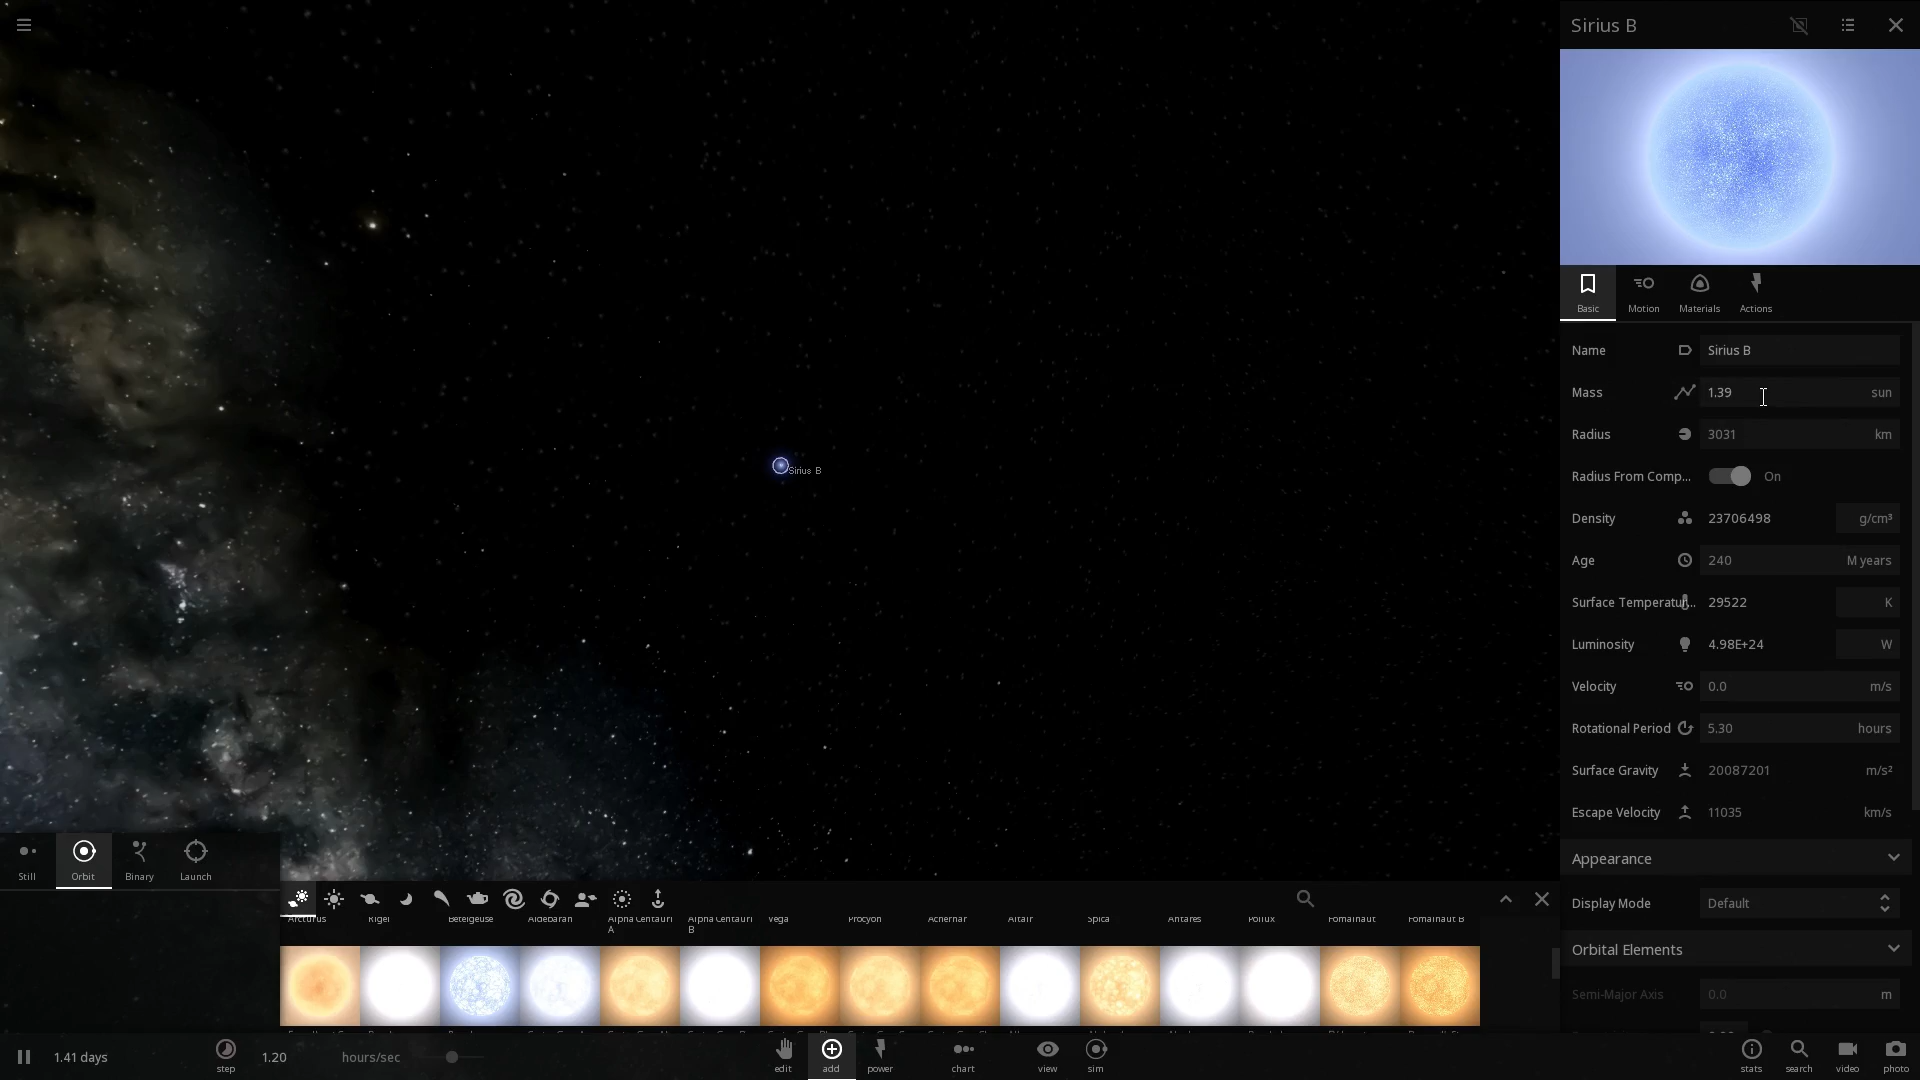 Sirius B
Basic
Motion
Materials
Actions
Name Sirius B
Mass 1.39 sun
Radius 3031 km
Radius From Comp... On
Density 23706498 g/cm³
Age 240 M years
Surface Temperatur... 29522 K
Luminosity 4.98E+24 W
Velocity 0.0 m/s
Rotational Period 5.30 hours
Surface Gravity 20087201 m/s²
Escape Velocity 11035 km/s
Appearance
Display Mode Default
Orbital Elements
Semi-Major Axis 0.0 m
Sirius B
Still
Orbit
Binary
Launch
Arcturus
Rigel
Betelgeuse
Aldebaran
Alpha Centauri
A
Alpha Centauri
B
Vega
Procyon
Achernar
Altair
Spica
Antares
Pollux
Fomalhaut
Fomalhaut B
1.41 days
step
1.20 hours/sec
edit
add
power
chart
view
sim
stats
search
video
photo